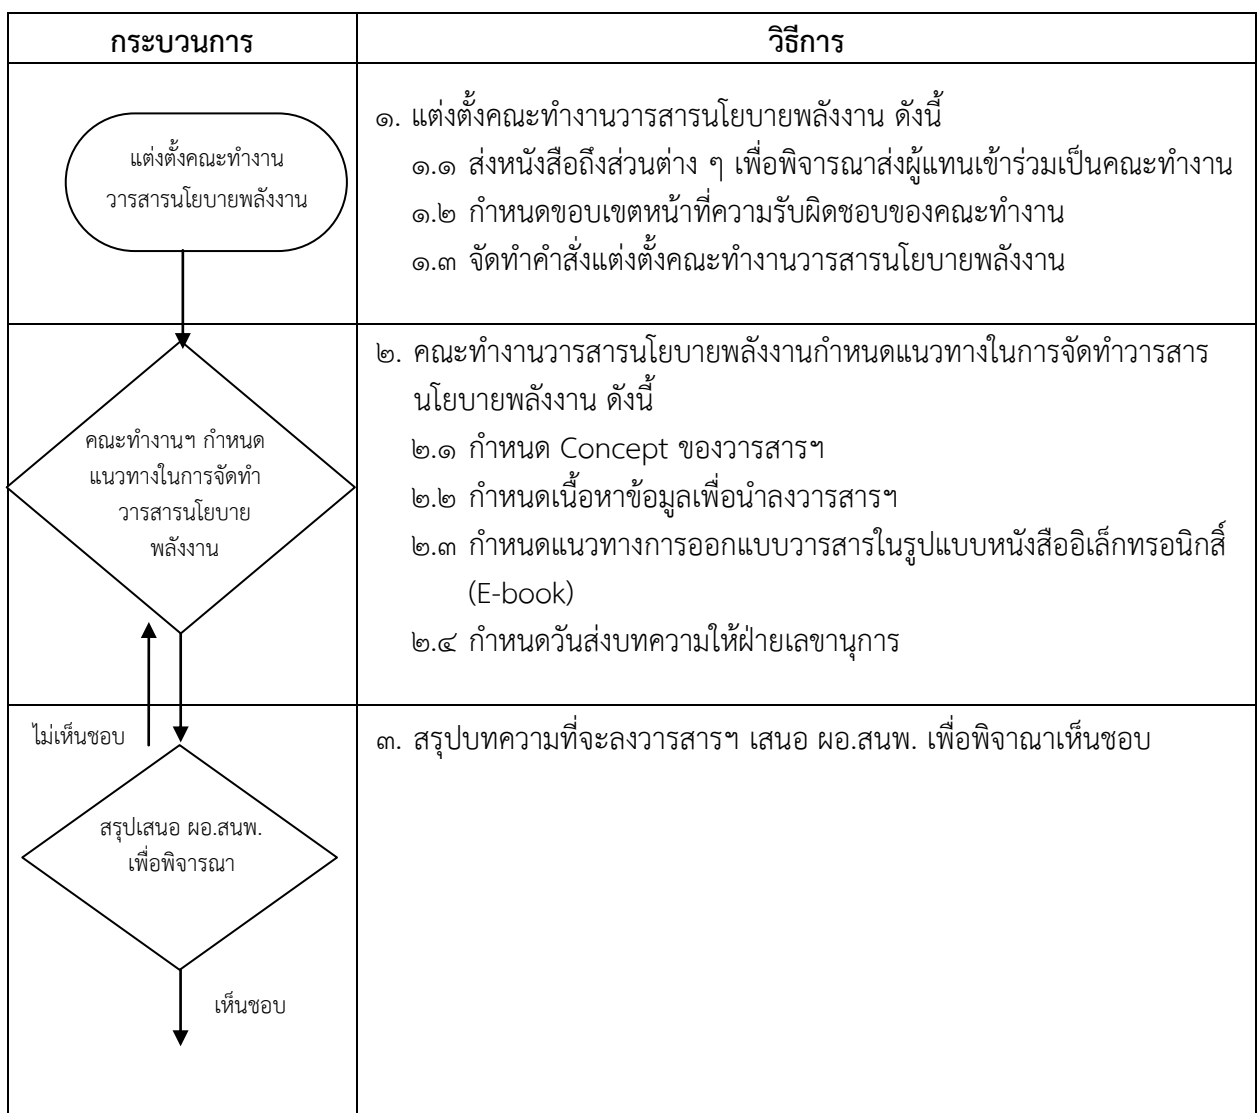 กระบวนการ
วิธีการ
แต่งตั้งคณะทำงาน
วารสารนโยบายพลังงาน
๑. แต่งตั้งคณะทำงานวารสารนโยบายพลังงาน ดังนี้
๑.๑ ส่งหนังสือถึงส่วนต่าง ๆ เพื่อพิจารณาส่งผู้แทนเข้าร่วมเป็นคณะทำงาน
๑.๒ กำหนดขอบเขตหน้าที่ความรับผิดชอบของคณะทำงาน
๑.๓ จัดทำคำสั่งแต่งตั้งคณะทำงานวารสารนโยบายพลังงาน
คณะทำงานฯ กำหนด
แนวทางในการจัดทำ
วารสารนโยบาย
พลังงาน
๒. คณะทำงานวารสารนโยบายพลังงานกำหนดแนวทางในการจัดทำวารสาร
นโยบายพลังงาน ดังนี้
๒.๑ กำหนด Concept ของวารสารฯ
๒.๒ กำหนดเนื้อหาข้อมูลเพื่อนำลงวารสารฯ
๒.๓ กำหนดแนวทางการออกแบบวารสารในรูปแบบหนังสืออิเล็กทรอนิกสิ์
(E-book)
๒.๔ กำหนดวันส่งบทความให้ฝ่ายเลขานุการ
ไม่เห็นชอบ
สรุปเสนอ ผอ.สนพ.
เพื่อพิจารณา
เห็นชอบ
๓. สรุปบทความที่จะลงวารสารฯ เสนอ ผอ.สนพ. เพื่อพิจาณาเห็นชอบ